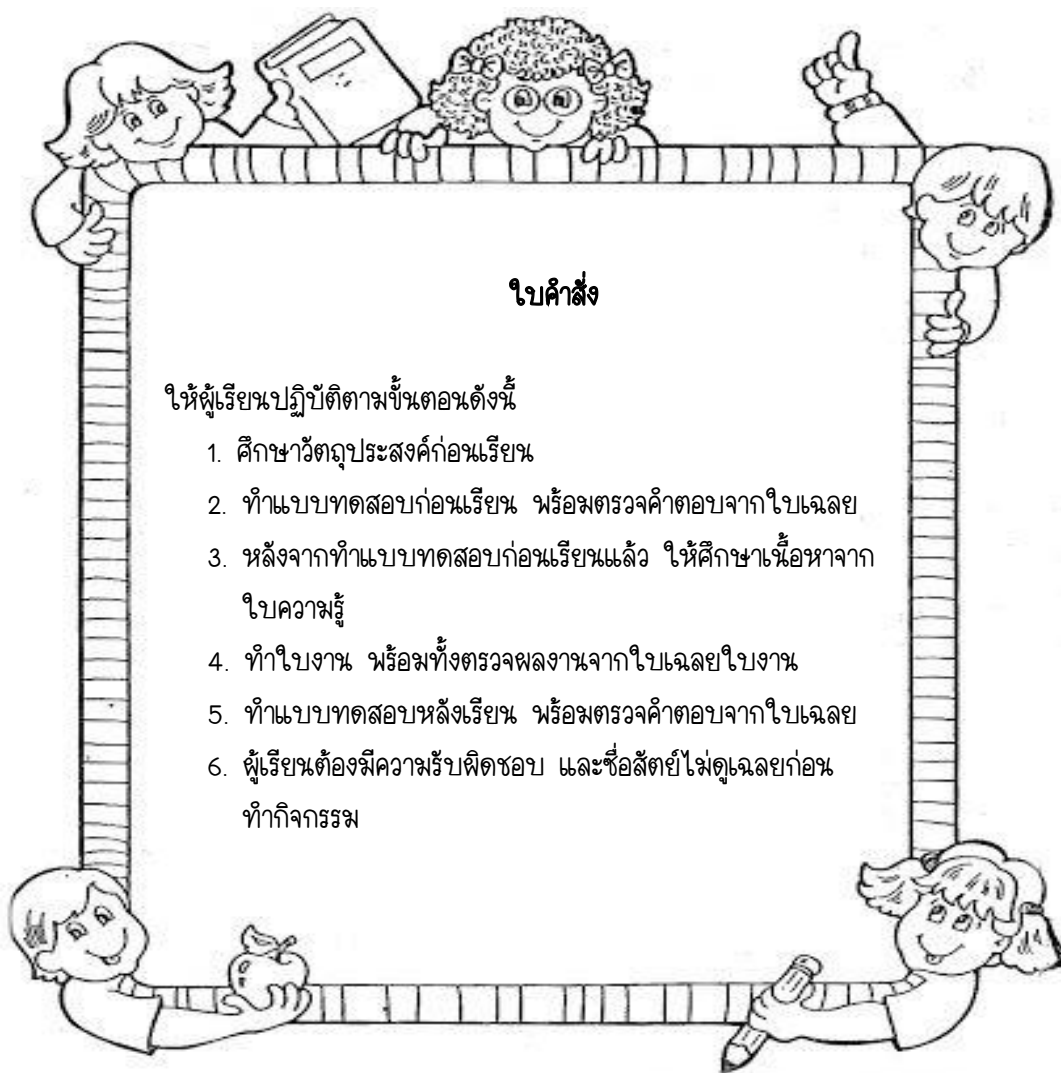 ใบคำสั่ง
ให้ผู้เรียนปฏิบัติตามขั้นตอนดังนี้
1. ศึกษาวัตถุประสงค์ก่อนเรียน
2. ทำแบบทดสอบก่อนเรียน พร้อมตรวจคำตอบจากใบเฉลย
3. หลังจากทำแบบทดสอบก่อนเรียนแล้ว ให้ศึกษาเนื้อหาจาก
ใบความรู้
4. ทำใบงาน พร้อมทั้งตรวจผลงานจากใบเฉลยใบงาน
5. ทำแบบทดสอบหลังเรียน พร้อมตรวจคำตอบจากใบเฉลย
6. ผู้เรียนต้องมีความรับผิดชอบ และซื่อสัตย์ไม่ดูเฉลยก่อน
ทำกิจกรรม